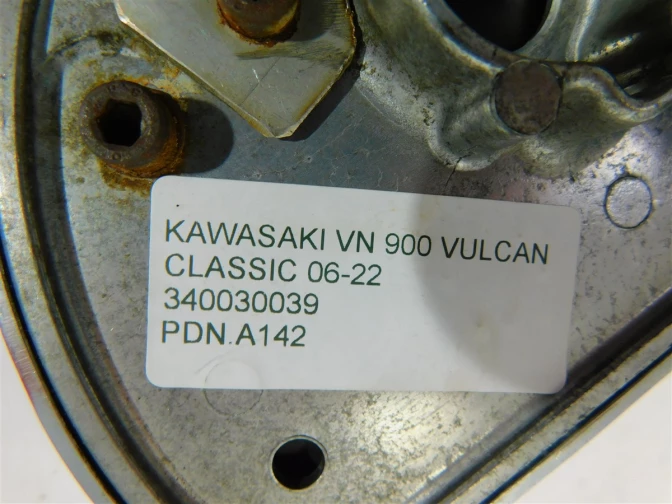 KAWASAKI VN 900 VULCAN
CLASSIC 06-22
340030039
PDN.A142